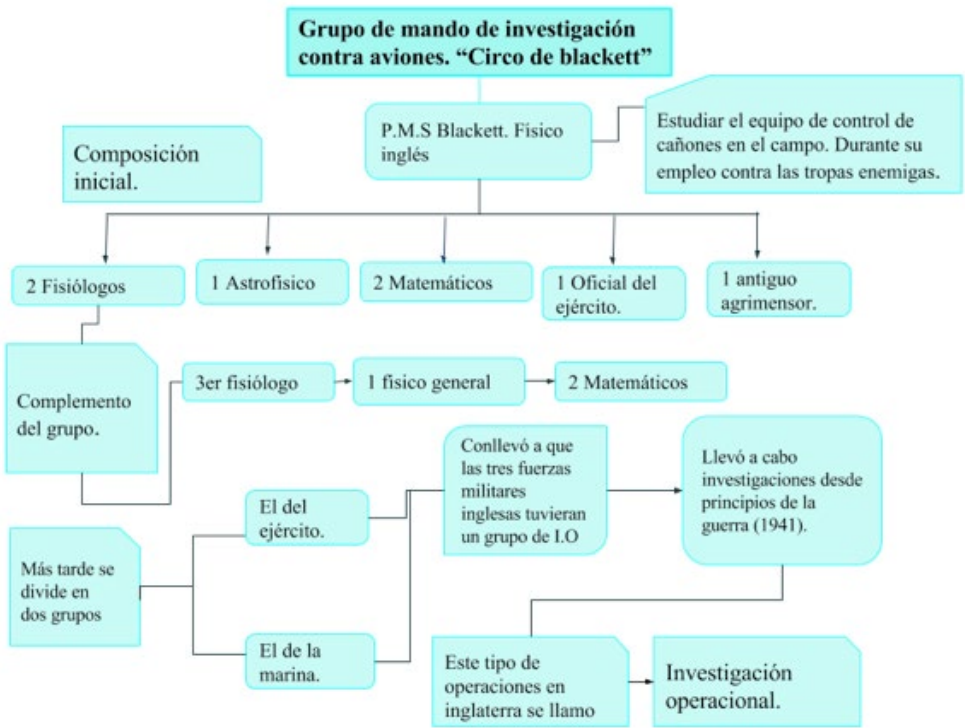 Grupo de mando de investigación
contra aviones. “Circo de blackett”
P.M.S Blackett. Físico
inglés
Estudiar el equipo de control de
cañones en el campo. Durante su
empleo contra las tropas enemigas.
Composición
inicial.
2 Fisiólogos
1 Astrofísico
2 Matemáticos
1 Oficial del
ejército.
1 antiguo
agrimensor.
Complemento
del grupo.
3er fisiólogo
1 físico general
2 Matemáticos
Más tarde se
divide en
dos grupos
El del
ejército.
El de la
marina.
Conllevó a que
las tres fuerzas
militares
inglesas tuvieran
un grupo de I.O
Llevó a cabo
investigaciones desde
principios de la
guerra (1941).
Este tipo de
operaciones en
inglaterra se llamo
Investigación
operacional.